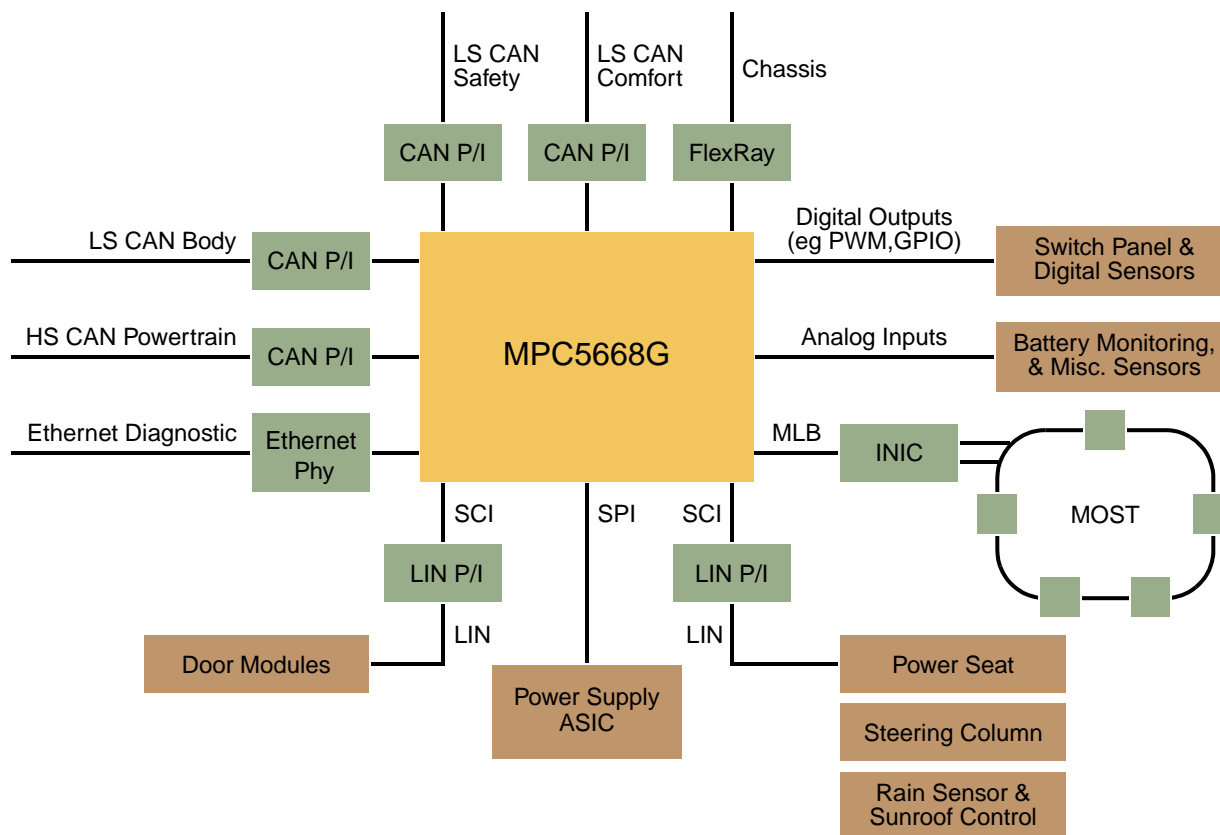 LS CAN
Safety
LS CAN
Comfort
Chassis
CAN P/I
CAN P/I
FlexRay
LS CAN Body
CAN P/I
Digital Outputs
(eg PWM,GPIO)
Switch Panel &
Digital Sensors
HS CAN Powertrain
CAN P/I
MPC5668G
Analog Inputs
Battery Monitoring,
& Misc. Sensors
Ethernet Diagnostic
Ethernet
Phy
MLB
INIC
MOST
SCI
SPI
SCI
LIN P/I
LIN P/I
LIN
LIN
Door Modules
Power Supply
ASIC
Power Seat
Steering Column
Rain Sensor &
Sunroof Control